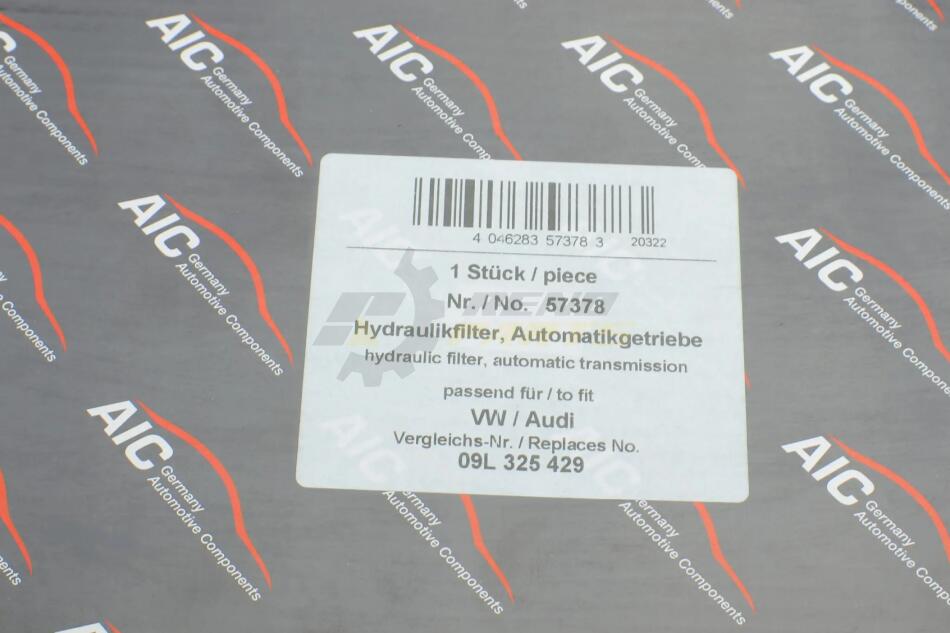 AIC Germany
Automotive Components
4 046283 57378 3 20322
1 Stück / piece
Nr. / No. 57378
Hydraulikfilter, Automatikgetriebe
hydraulic filter, automatic transmission
passend für / to fit
VW / Audi
Vergleichs-Nr. / Replaces No.
09L 325 429